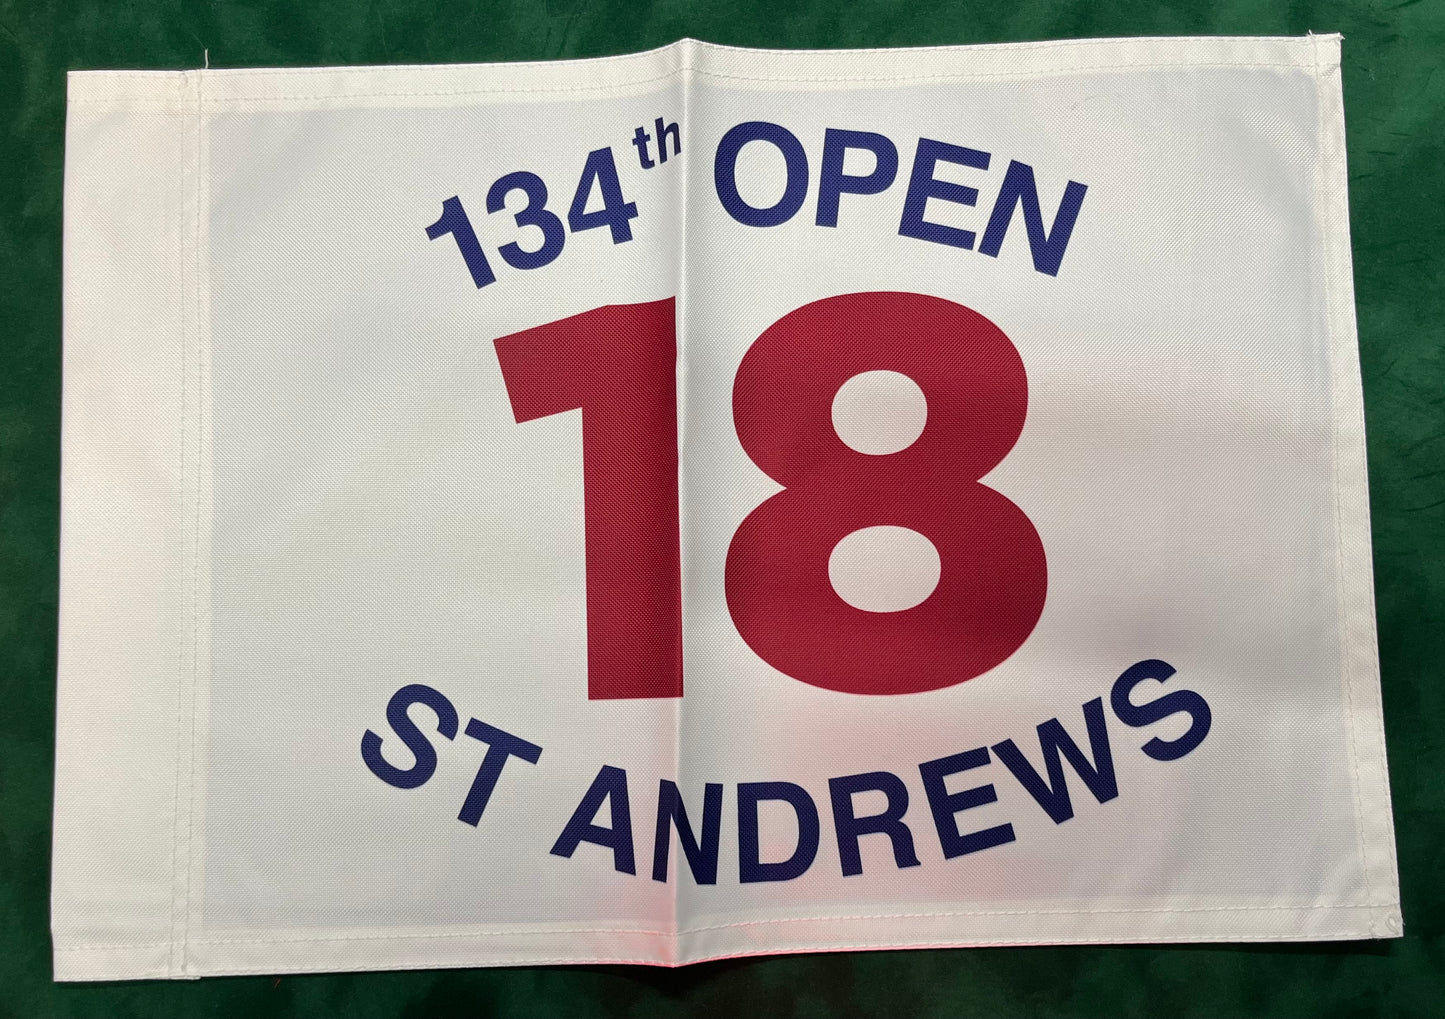 134th OPEN
18
ST ANDREWS